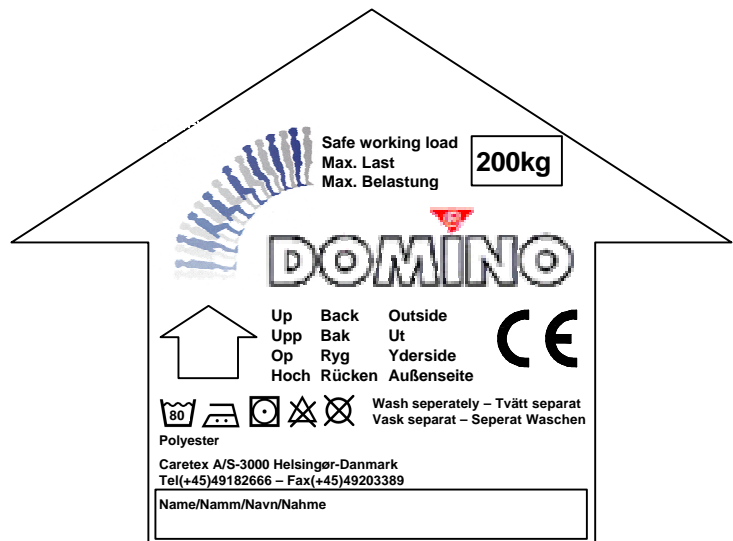 Safe working load
Max. Last
Max. Belastung
200kg
®
DOMINO
Up Back Outside
Upp Bak Ut
Op Ryg Yderside
Hoch Rücken Außenseite
CE
80
Wash seperately – Tvätt separat
Vask separat – Seperat Waschen
Polyester
Caretex A/S-3000 Helsingør-Danmark
Tel(+45)49182666 – Fax(+45)49203389
Name/Namm/Navn/Nahme